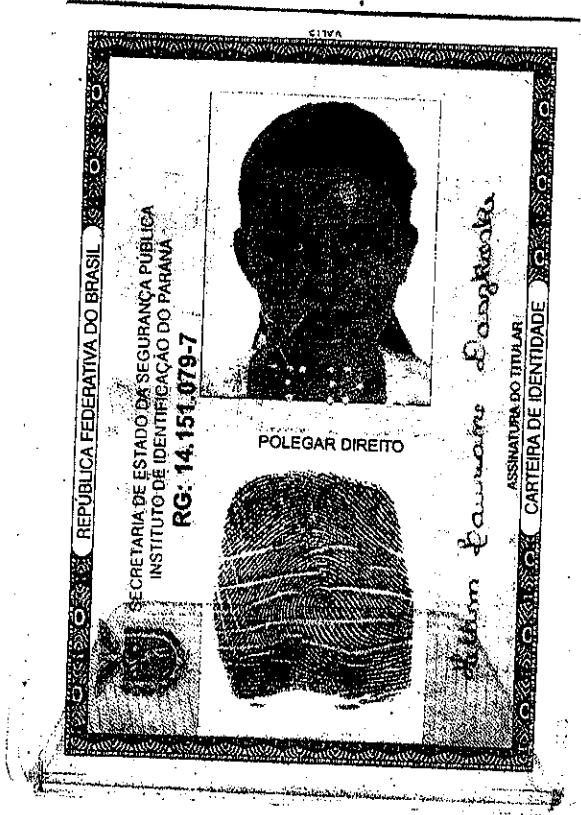 REPÚBLICA FEDERATIVA DO BRASIL
SECRETARIA DE ESTADO DA SEGURANÇA PÚBLICA
INSTITUTO DE IDENTIFICAÇÃO DO PARANÁ
RG: 14.151.079-7
POLEGAR DIREITO
ASSINATURA DO TITULAR
CARTEIRA DE IDENTIDADE